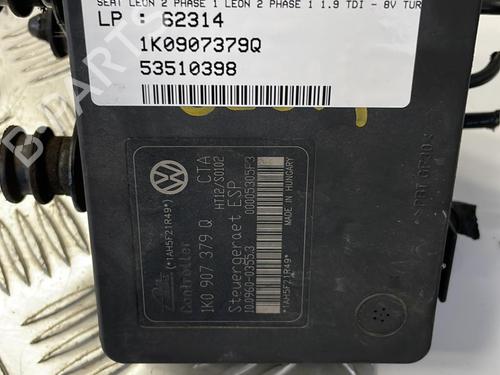 SEAT LEON 2 PHASE 1 LEON 2 PHASE 1 1.9 TDI - 8V TUR
LP : 62314
1K0907379Q
53510398
(*1AH5F21R49*)
Controller
1K0 907 379 Q CTA
HT12/S0102
Steuergeraet ESP
10.0960-0355.3 00005305F3
MADE IN HUNGARY
*1AH5F21R49*